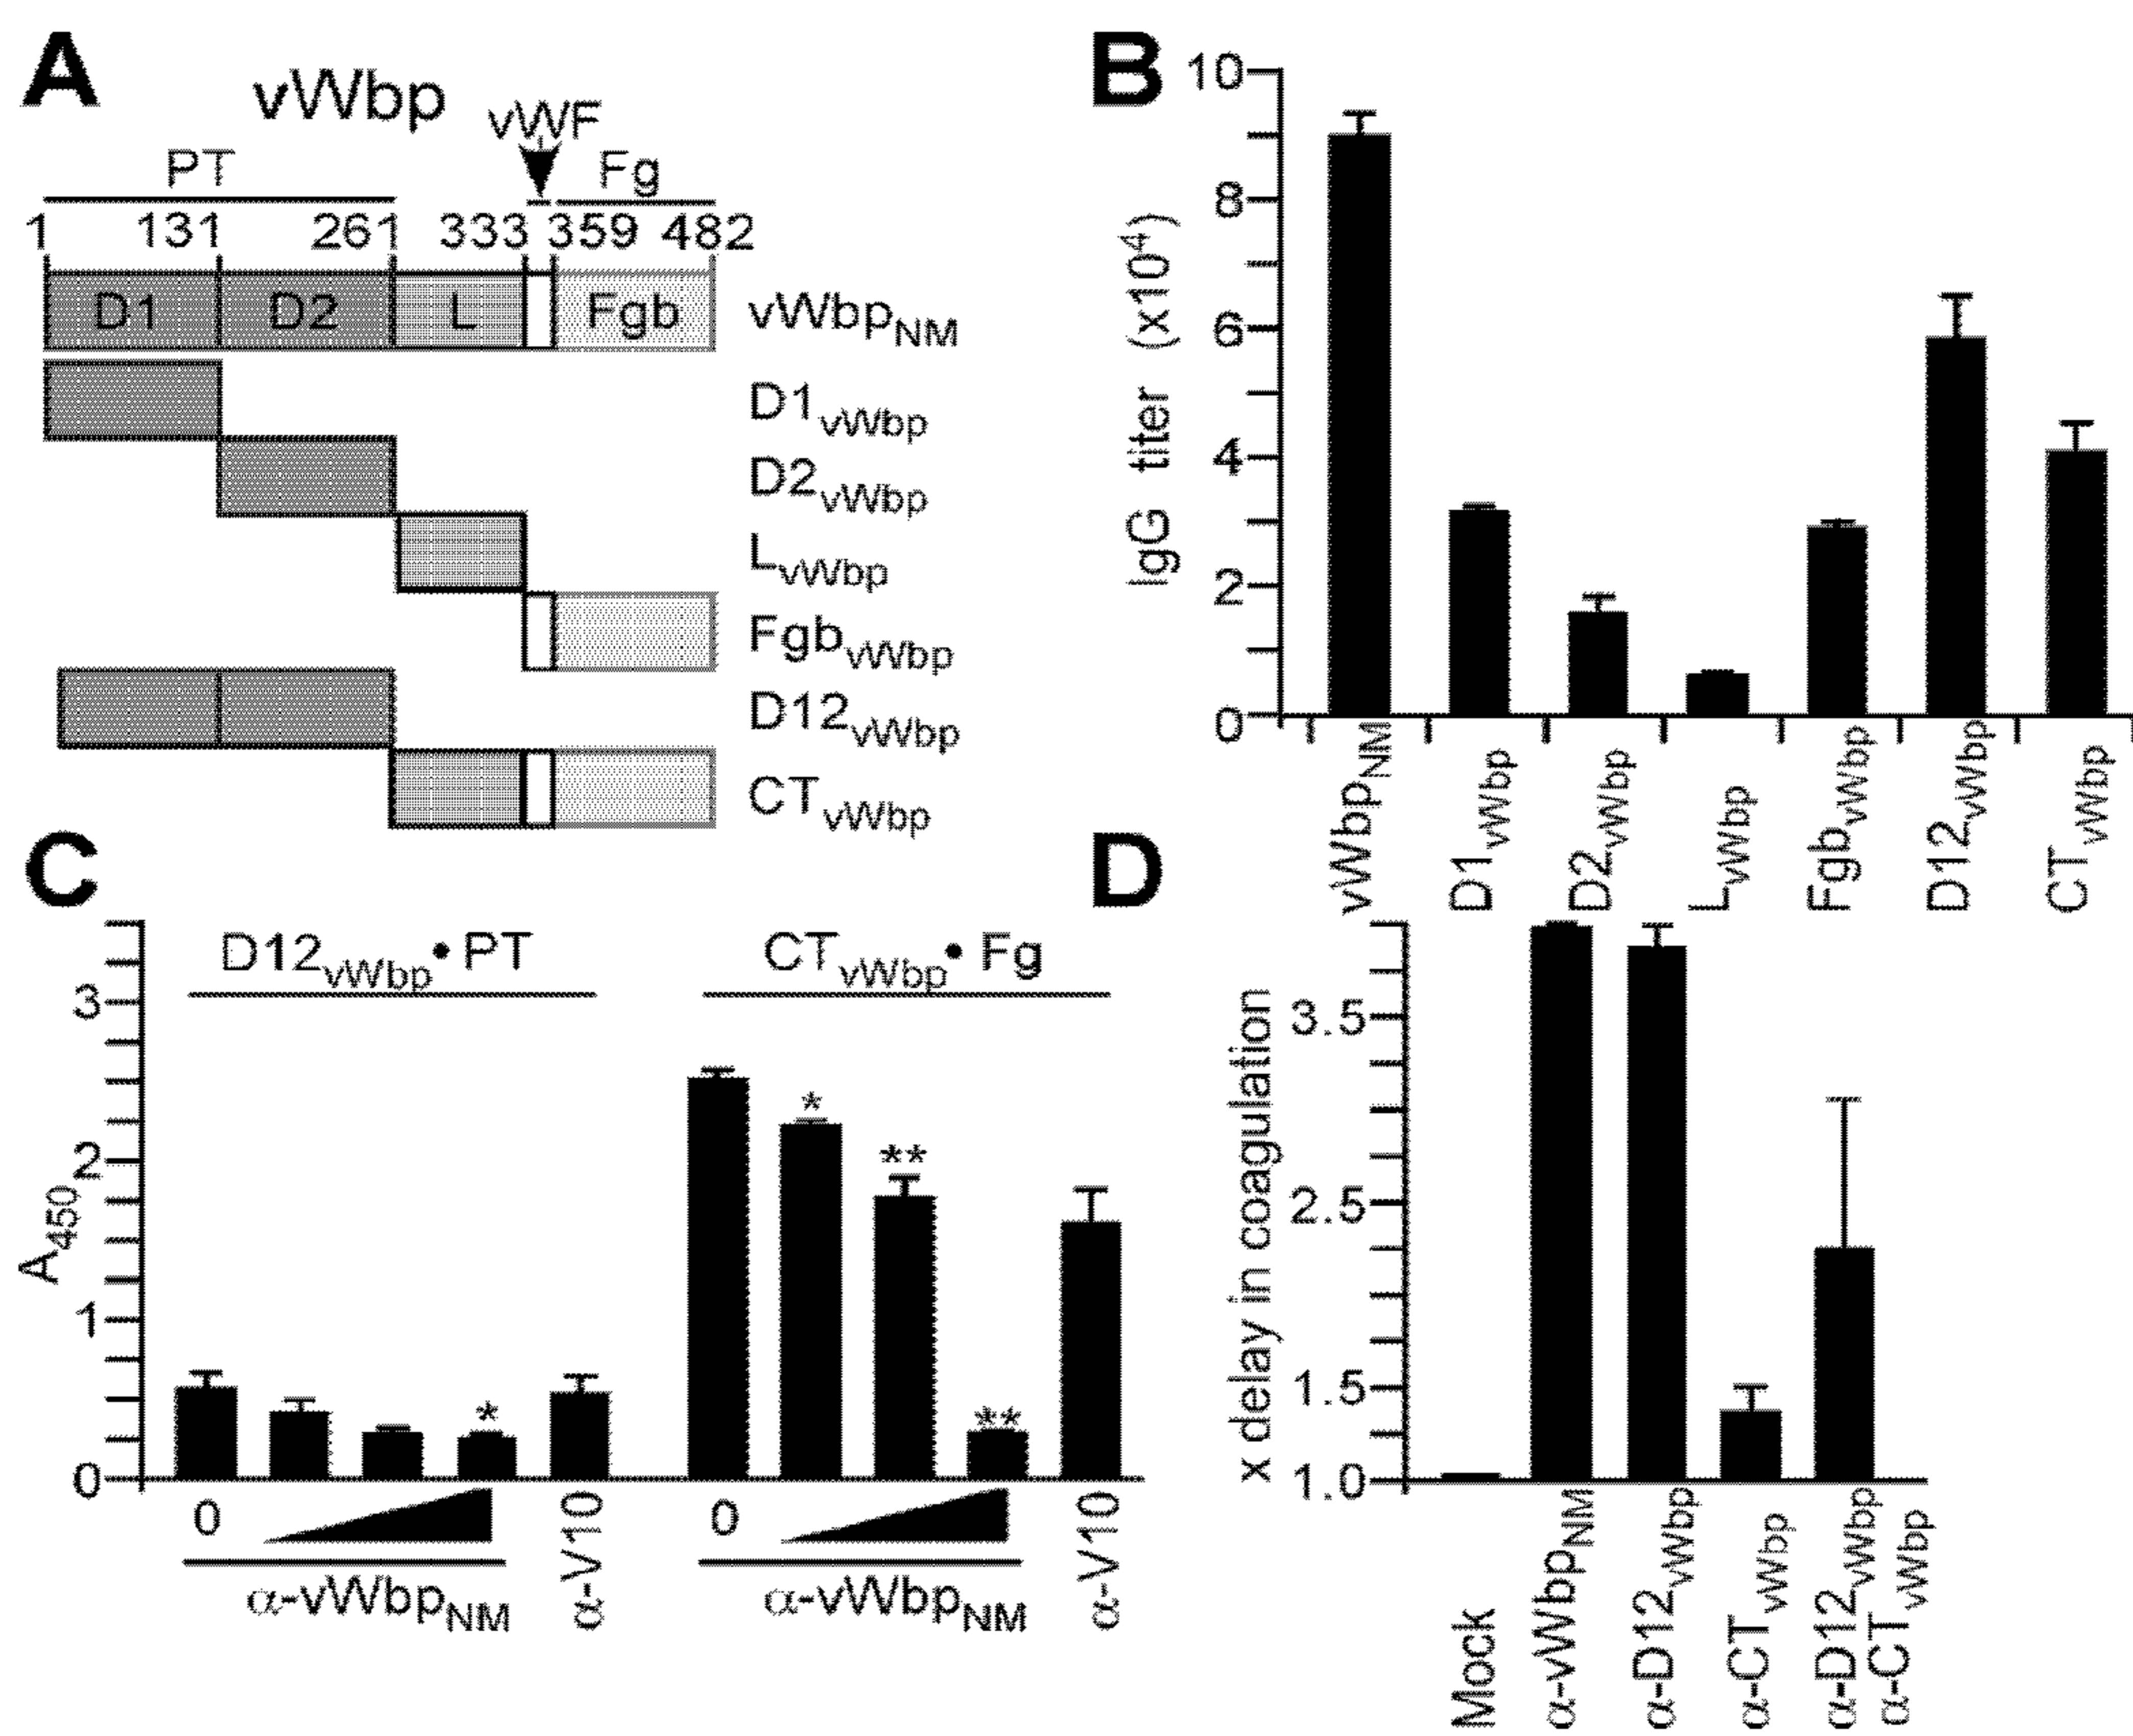 A
vWbp
vWF
PT
Fg
1 131 261 333 359 482
D1 D2 L Fgb vWbpNM
D1vWbp
D2vWbp
LvWbp
FgbvWbp
D12vWbp
CTvWbp
B
IgG titer (x10⁴)
10
8
6
4
2
0
vWbpNM
D1vWbp
D2vWbp
LvWbp
FgbvWbp
D12vWbp
CTvWbp
C
D12vWbp• PT
CTvWbp• Fg
A450
3
2
1
0
*
*
**
**
0
α-vWbpNM
α-V10
0
α-vWbpNM
α-V10
D
x delay in coagulation
3.5
2.5
1.5
1.0
Mock
α-vWbpNM
α-D12vWbp
α-CTvWbp
α-D12vWbp
α-CTvWbp